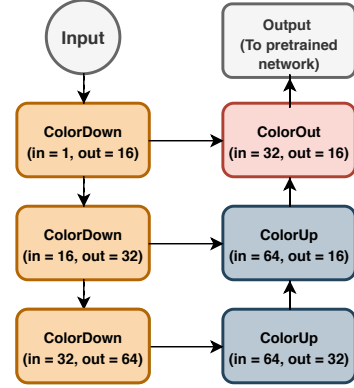 Input
Output
(To pretrained
network)
ColorDown
(in = 1, out = 16)
ColorOut
(in = 32, out = 16)
ColorDown
(in = 16, out = 32)
ColorUp
(in = 64, out = 16)
ColorDown
(in = 32, out = 64)
ColorUp
(in = 64, out = 32)